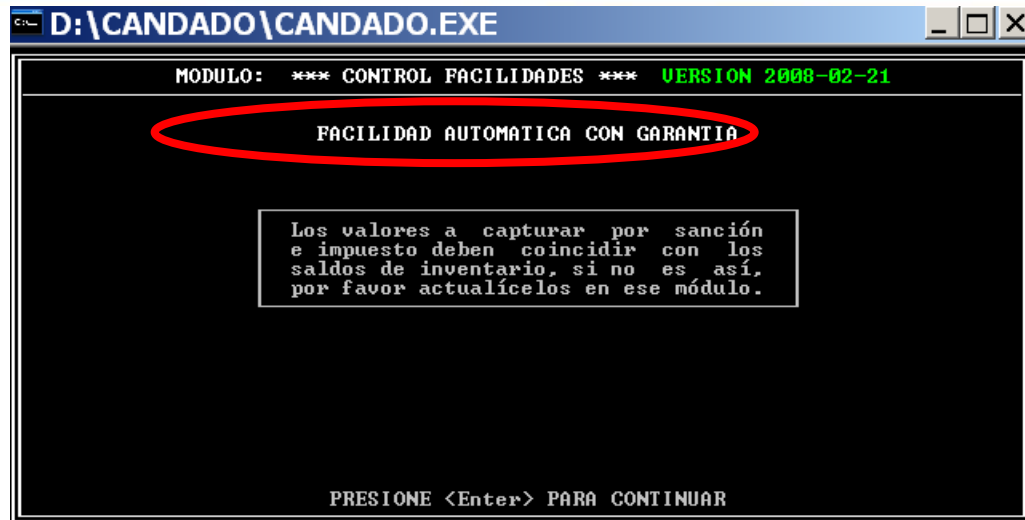 D:\CANDADO\CANDADO.EXE
MODULO: *** CONTROL FACILIDADES *** VERSION 2008-02-21
FACILIDAD AUTOMATICA CON GARANTIA
Los valores a capturar por sanción
e impuesto deben coincidir con los
saldos de inventario, si no es así,
por favor actualícelos en ese módulo.
PRESIONE <Enter> PARA CONTINUAR